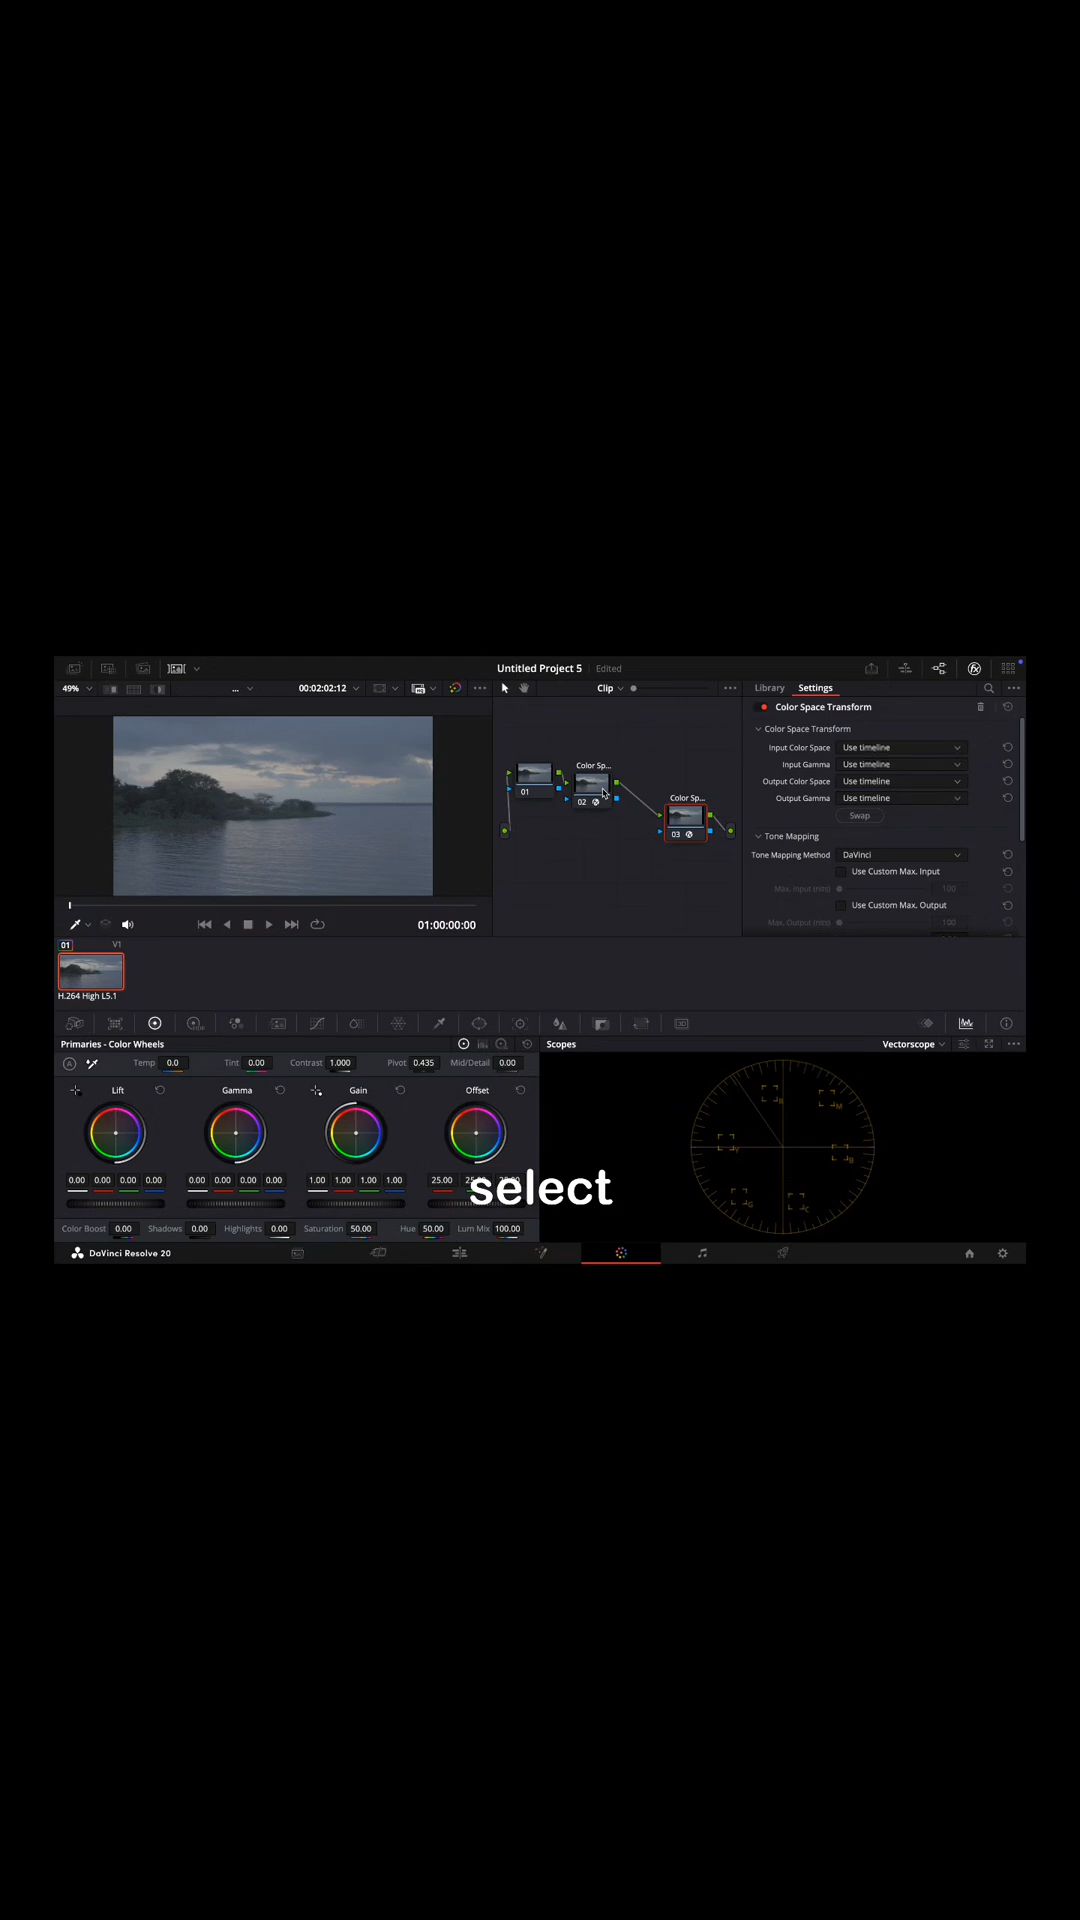 Untitled Project 5 Edited
49% ... 00:02:02:12 Clip Library Settings
Color Space Transform
Color Space Transform
Input Color Space Use timeline
Input Gamma Use timeline
Output Color Space Use timeline
Output Gamma Use timeline
Swap
Tone Mapping
Tone Mapping Method DaVinci
Use Custom Max. Input
Max. Input (nits) 100
Use Custom Max. Output
Max. Output (nits) 100
Color Sp...
01
02
Color Sp...
03
01:00:00:00
01 V1
H.264 High L5.1
Primaries - Color Wheels
Temp 0.0 Tint 0.00 Contrast 1.000 Pivot 0.435 Mid/Detail 0.00
Lift Gamma Gain Offset
0.00 0.00 0.00 0.00 0.00 0.00 0.00 0.00 1.00 1.00 1.00 1.00 25.00
select
Color Boost 0.00 Shadows 0.00 Highlights 0.00 Saturation 50.00 Hue 50.00 Lum Mix 100.00
Scopes Vectorscope
R M B C G Y
DaVinci Resolve 20